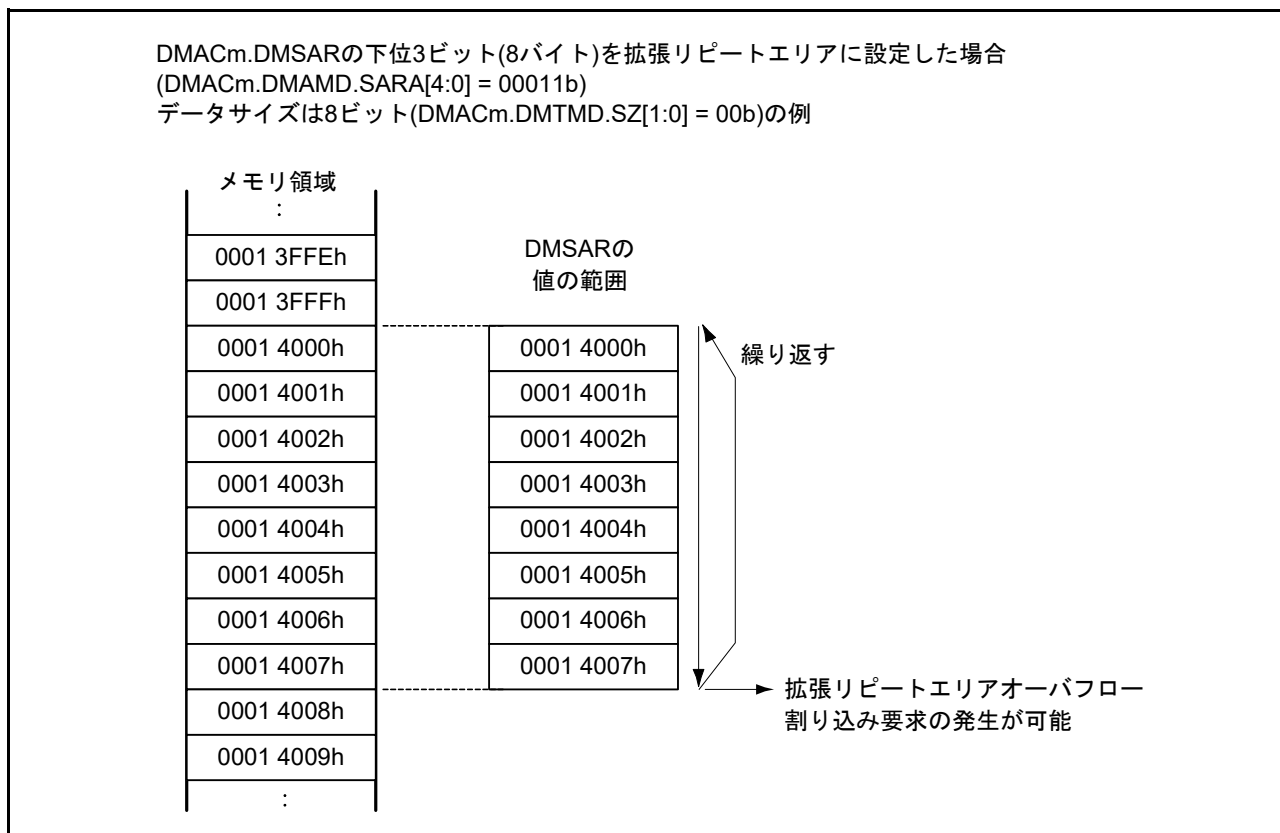 DMACm.DMSARの下位3ビット(8バイト)を拡張リピートエリアに設定した場合
(DMACm.DMAMD.SARA[4:0] = 00011b)
データサイズは8ビット(DMACm.DMTMD.SZ[1:0] = 00b)の例
メモリ領域
:
0001 3FFEh
0001 3FFFh
0001 4000h
0001 4001h
0001 4002h
0001 4003h
0001 4004h
0001 4005h
0001 4006h
0001 4007h
0001 4008h
0001 4009h
:
DMSARの
値の範囲
0001 4000h
0001 4001h
0001 4002h
0001 4003h
0001 4004h
0001 4005h
0001 4006h
0001 4007h
繰り返す
拡張リピートエリアオーバフロー
割り込み要求の発生が可能